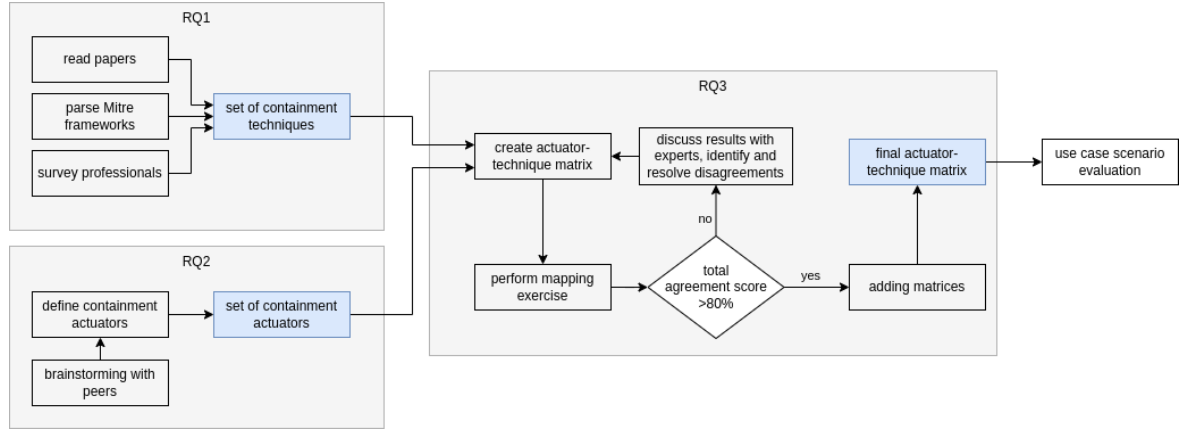 RQ1
read papers
parse Mitre
frameworks
survey professionals
set of containment
techniques
RQ2
define containment
actuators
brainstorming with
peers
set of containment
actuators
RQ3
create actuator-
technique matrix
discuss results with
experts, identify and
resolve disagreements
no
perform mapping
exercise
total
agreement score
>80%
yes
adding matrices
final actuator-
technique matrix
use case scenario
evaluation